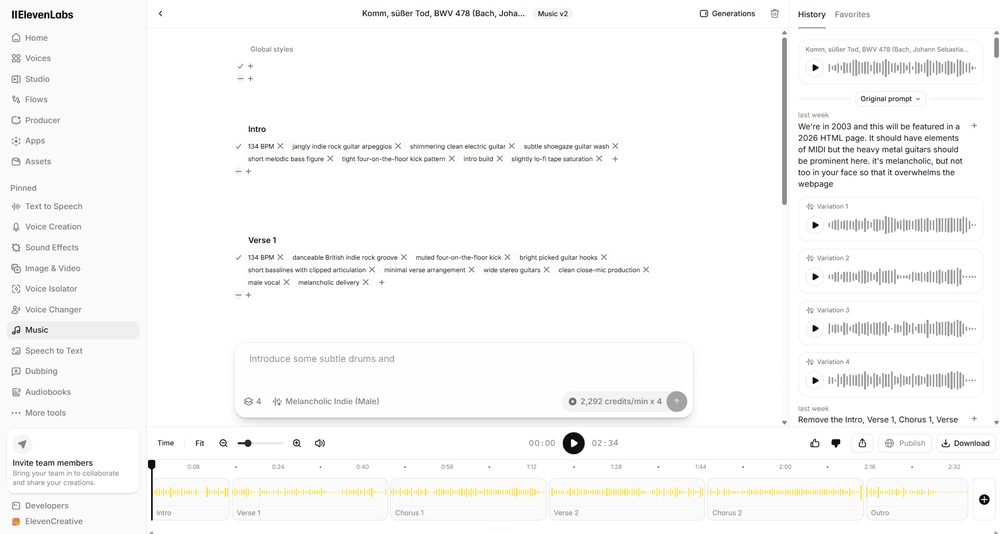 IIElevenLabs
Home
Voices
Studio
Flows
Producer
Apps
Assets
Pinned
Text to Speech
Voice Creation
Sound Effects
Image & Video
Voice Isolator
Voice Changer
Music
Speech to Text
Dubbing
Audiobooks
More tools
Invite team members
Bring your team in to collaborate
and share your creations.
Developers
ElevenCreative
Komm, süßer Tod, BWV 478 (Bach, Joha... Music v2
Generations
Global styles
Intro
134 BPM jangly indie rock guitar arpeggios shimmering clean electric guitar subtle shoegaze guitar wash
short melodic bass figure tight four-on-the-floor kick pattern intro build slightly lo-fi tape saturation
Verse 1
134 BPM danceable British indie rock groove muted four-on-the-floor kick bright picked guitar hooks
short basslines with clipped articulation minimal verse arrangement wide stereo guitars clean close-mic production
male vocal melancholic delivery
Introduce some subtle drums and
4 Melancholic Indie (Male) 2,292 credits/min x 4
History Favorites
Komm, süßer Tod, BWV 478 (Bach, Johann Sebastia...
Original prompt
last week
We're in 2003 and this will be featured in a
2026 HTML page. It should have elements
of MIDI but the heavy metal guitars should
be prominent here. it's melancholic, but not
too in your face so that it overwhelms the
webpage
Variation 1
Variation 2
Variation 3
Variation 4
last week
Remove the Intro, Verse 1, Chorus 1, Verse
Time Fit 00:00 02:34 Publish Download
0:08 0:24 0:40 0:56 1:12 1:28 1:44 2:00 2:16 2:32
Intro Verse 1 Chorus 1 Verse 2 Chorus 2 Outro